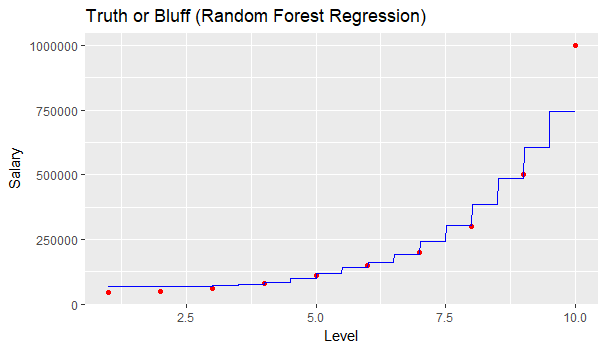 Truth or Bluff (Random Forest Regression)
1000000
750000
500000
250000
0
Salary
2.5 5.0 7.5 10.0
Level